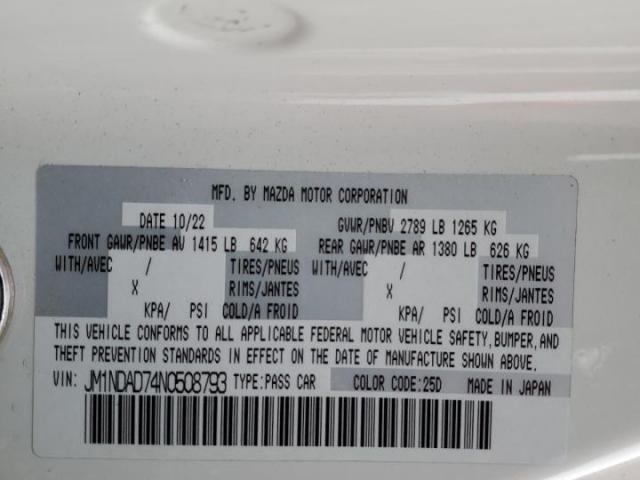 MFD. BY MAZDA MOTOR CORPORATION
DATE 10/22 GVWR/PNBV 2789 LB 1265 KG
FRONT GAWR/PNBE AV 1415 LB 642 KG REAR GAWR/PNBE AR 1380 LB 626 KG
WITH/AVEC / TIRES/PNEUS WITH/AVEC / TIRES/PNEUS
X RIMS/JANTES X RIMS/JANTES
KPA/ PSI COLD/A FROID KPA/ PSI COLD/A FROID
THIS VEHICLE CONFORMS TO ALL APPLICABLE FEDERAL MOTOR VEHICLE SAFETY, BUMPER, AND
THEFT PREVENTION STANDARDS IN EFFECT ON THE DATE OF MANUFACTURE SHOWN ABOVE.
VIN: JM1NDAD74N0508793 TYPE:PASS CAR COLOR CODE:25D MADE IN JAPAN